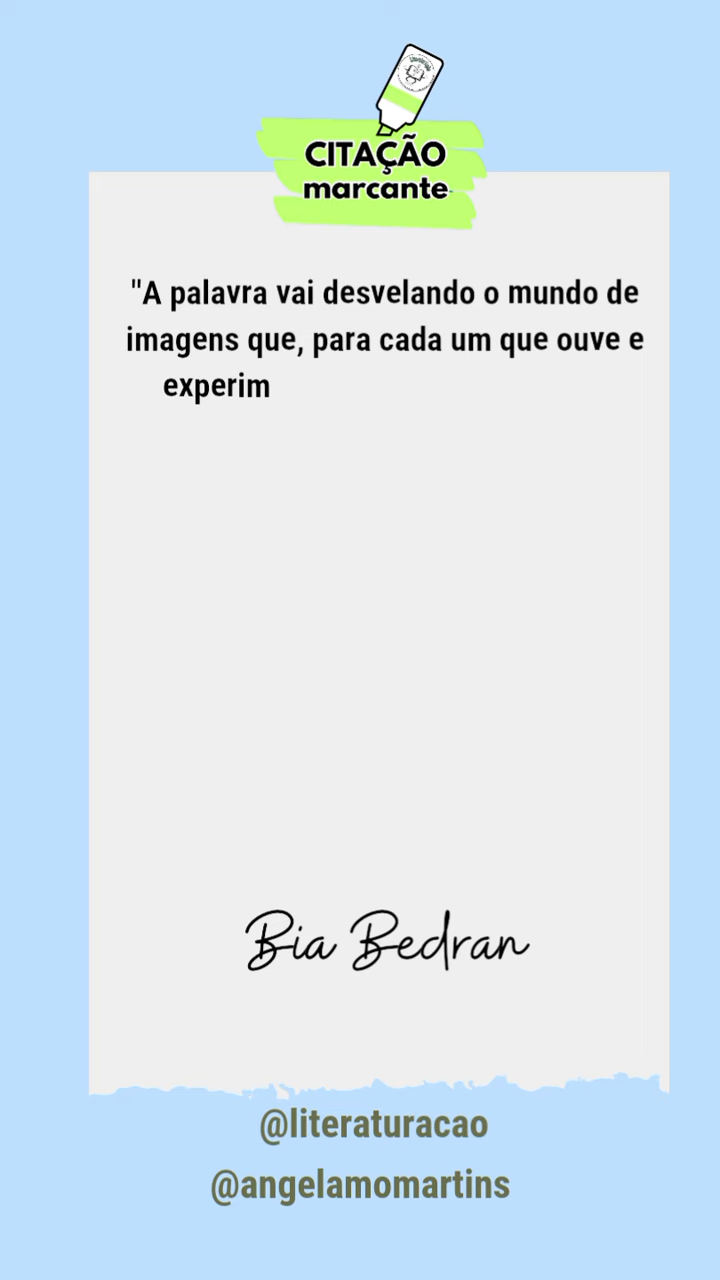 CITAÇÃO
marcante
"A palavra vai desvelando o mundo de
imagens que, para cada um que ouve e
experim
Bia Bedran
@literaturacao
@angelamomartins